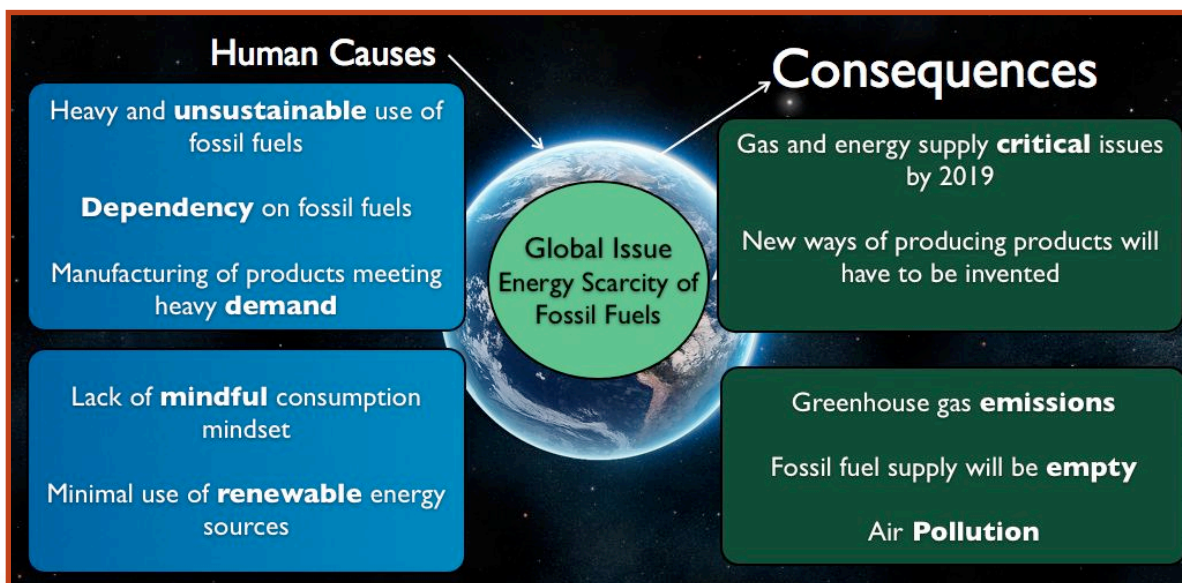 Human Causes
Heavy and unsustainable use of
fossil fuels
Dependency on fossil fuels
Manufacturing of products meeting
heavy demand
Lack of mindful consumption
mindset
Minimal use of renewable energy
sources
Global Issue
Energy Scarcity of
Fossil Fuels
Consequences
Gas and energy supply critical issues
by 2019
New ways of producing products will
have to be invented
Greenhouse gas emissions
Fossil fuel supply will be empty
Air Pollution